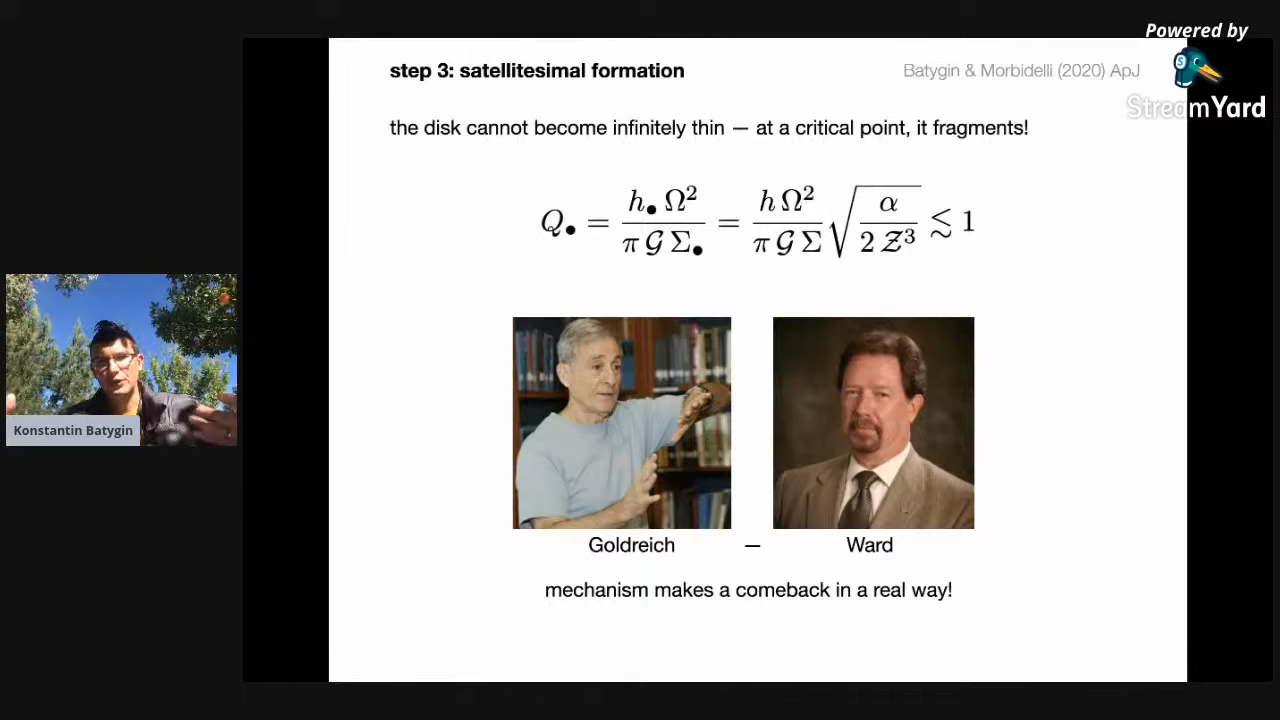 Powered by
StreamYard
step 3: satellitesimal formation
Batygin & Morbidelli (2020) ApJ
the disk cannot become infinitely thin — at a critical point, it fragments!
Q• = h• Ω² / π 𝒢 Σ• = h Ω² / π 𝒢 Σ √(α / 2 𝒵³) ≲ 1
Konstantin Batygin
Goldreich — Ward
mechanism makes a comeback in a real way!